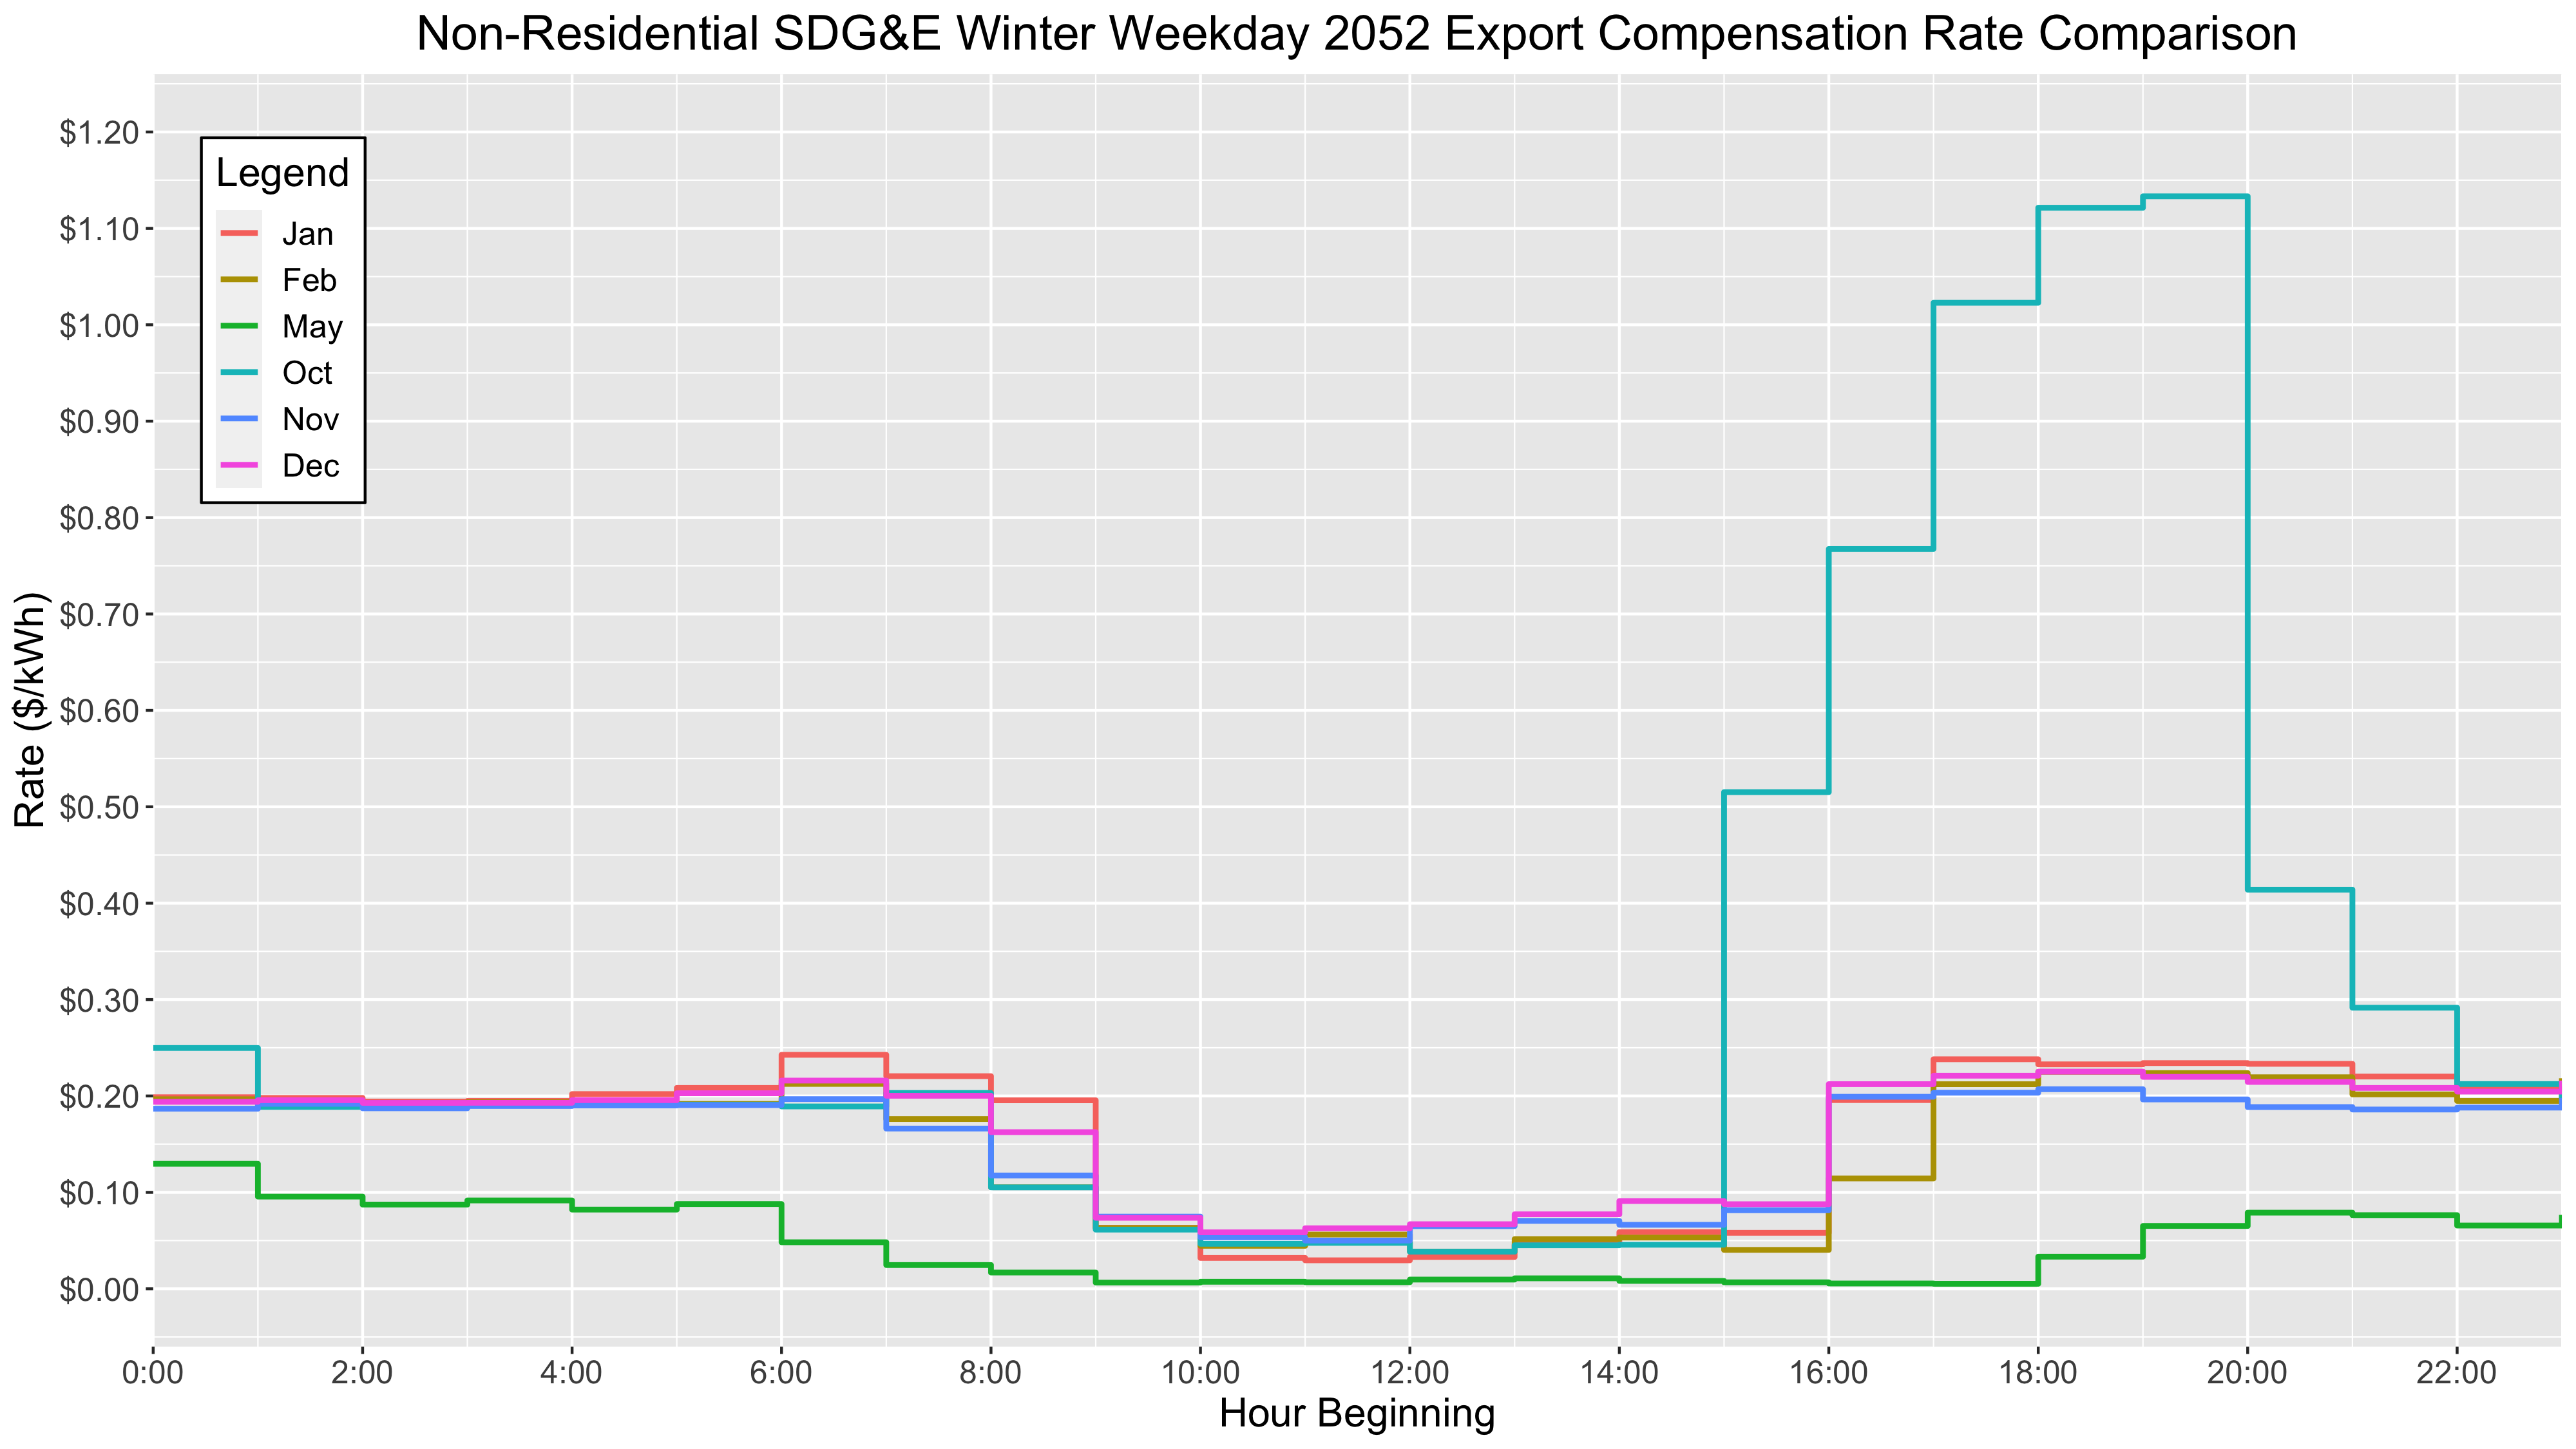 Non-Residential SDG&E Winter Weekday 2052 Export Compensation Rate Comparison
$1.20
$1.10
$1.00
$0.90
$0.80
$0.70
$0.60
$0.50
$0.40
$0.30
$0.20
$0.10
$0.00
Rate ($/kWh)
Legend
Jan
Feb
May
Oct
Nov
Dec
0:00 2:00 4:00 6:00 8:00 10:00 12:00 14:00 16:00 18:00 20:00 22:00
Hour Beginning